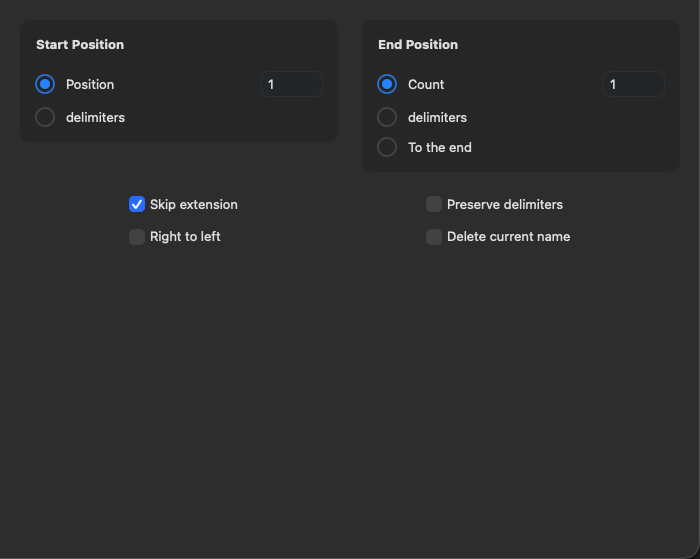 Start Position
Position 1
delimiters
End Position
Count 1
delimiters
To the end
Skip extension
Right to left
Preserve delimiters
Delete current name